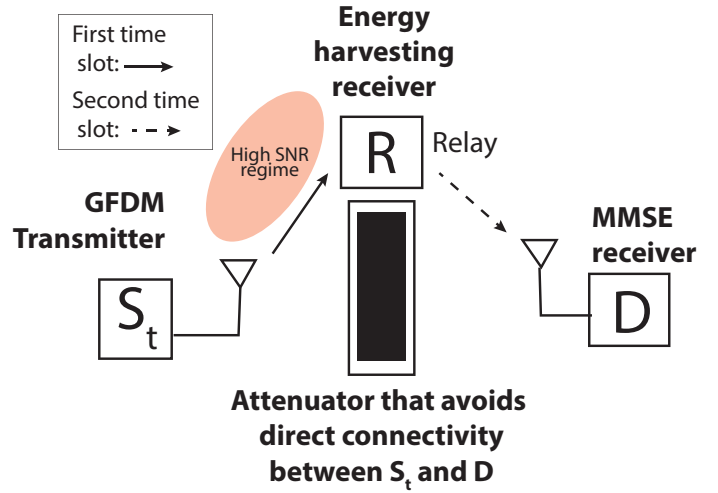 First time
slot:
Second time
slot:
Energy
harvesting
receiver
High SNR
regime
R
Relay
GFDM
Transmitter
MMSE
receiver
St
D
Attenuator that avoids
direct connectivity
between St and D